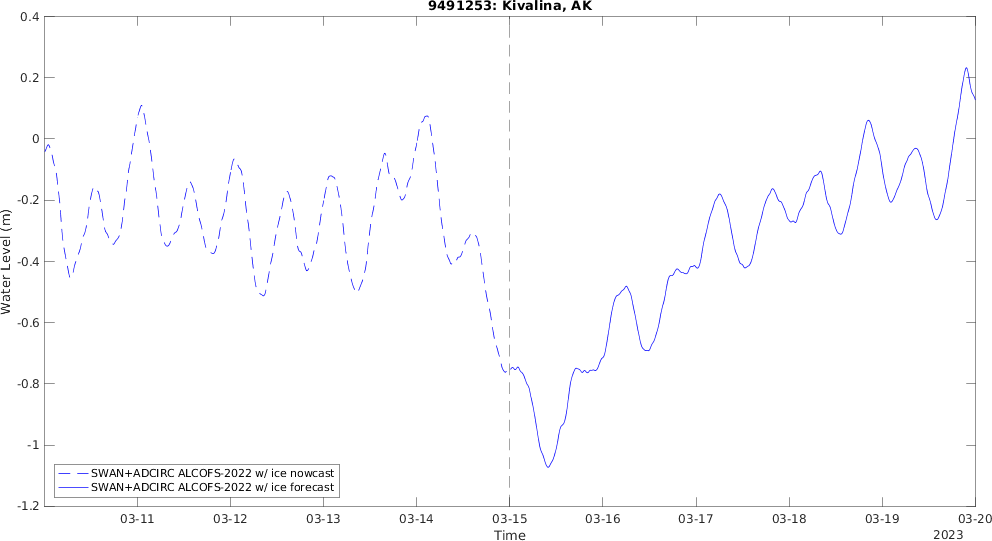 9491253: Kivalina, AK
0.4
0.2
0
-0.2
-0.4
-0.6
-0.8
-1
-1.2
Water Level (m)
SWAN+ADCIRC ALCOFS-2022 w/ ice nowcast
SWAN+ADCIRC ALCOFS-2022 w/ ice forecast
03-11 03-12 03-13 03-14 03-15 03-16 03-17 03-18 03-19 03-20
Time
2023